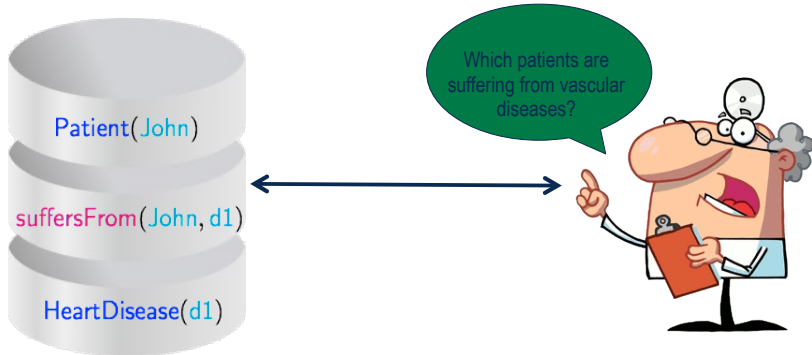 Patient(John)
suffersFrom(John, d1)
HeartDisease(d1)
Which patients are
suffering from vascular
diseases?